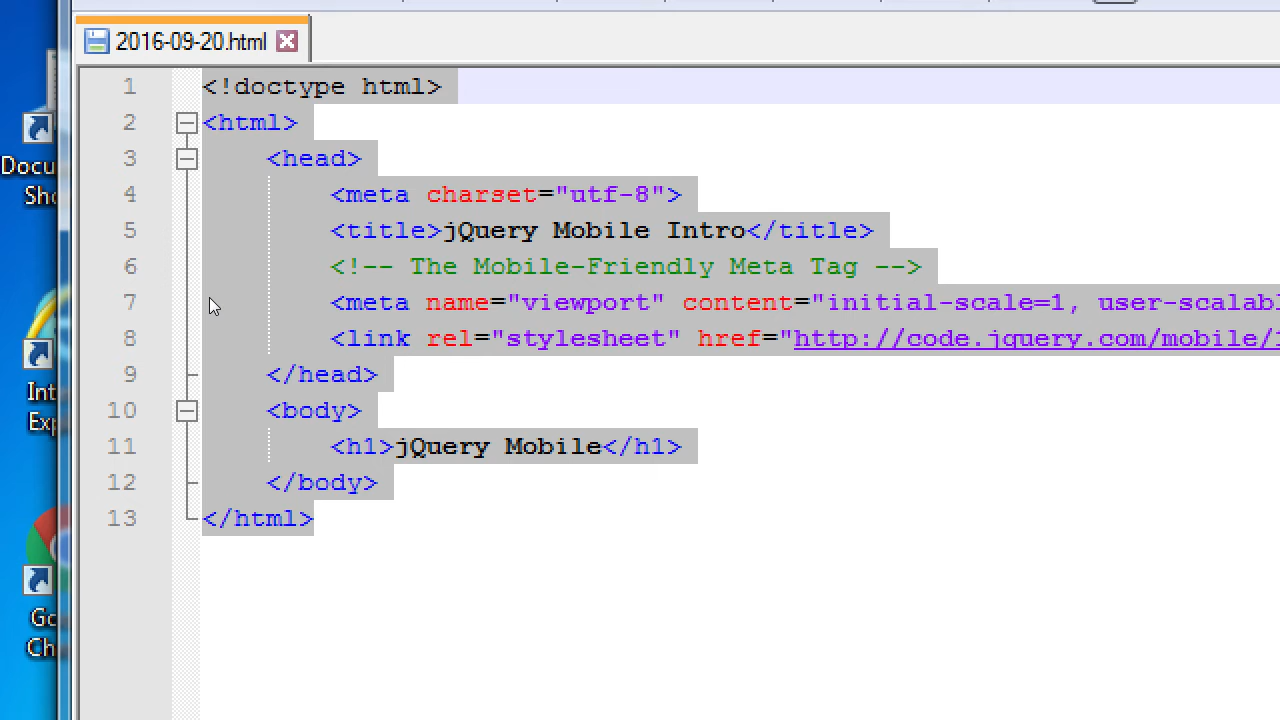 2016-09-20.html
1 <!doctype html>
2 <html>
3 <head>
4 <meta charset="utf-8">
5 <title>jQuery Mobile Intro</title>
6 <!-- The Mobile-Friendly Meta Tag -->
7 <meta name="viewport" content="initial-scale=1,
8 <link rel="stylesheet" href="http://code.jquery.com/mobile/
9 </head>
10 <body>
11 <h1>jQuery Mobile</h1>
12 </body>
13 </html>